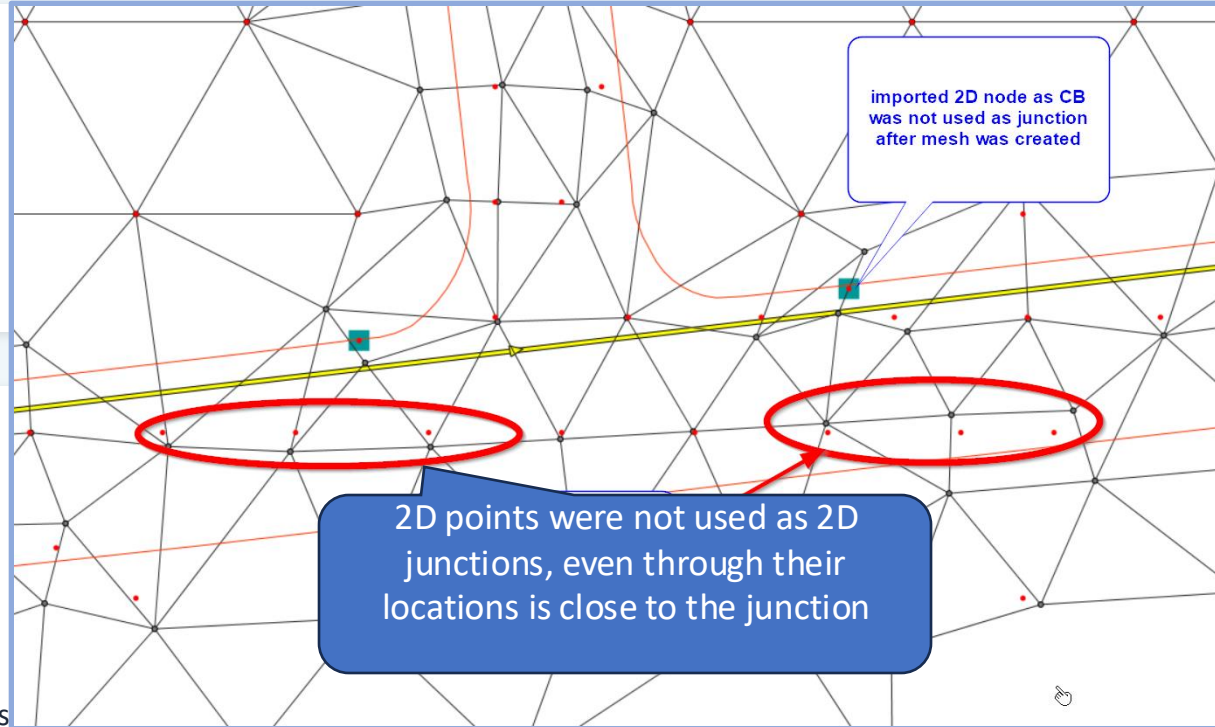 imported 2D node as CB
was not used as junction
after mesh was created
2D points were not used as 2D
junctions, even through their
locations is close to the junction
s